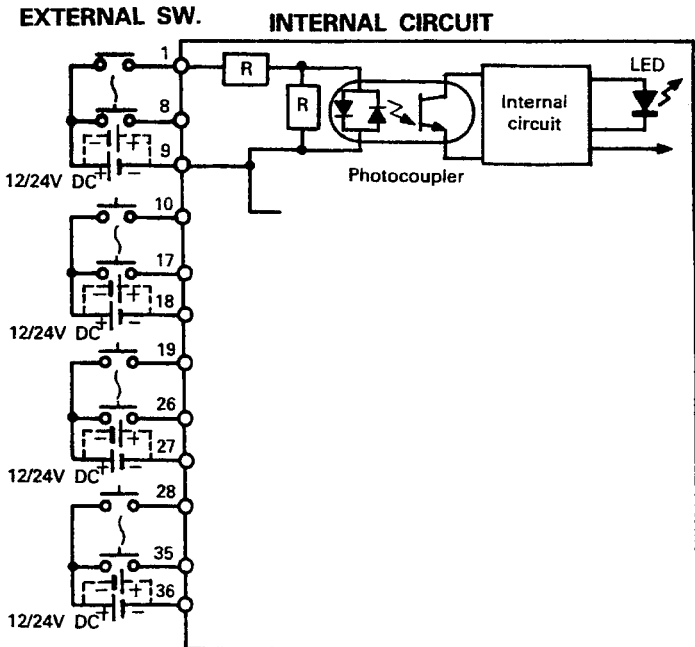 EXTERNAL SW. INTERNAL CIRCUIT
1
R
LED
8
R
Internal
circuit
- +
9
12/24V DC + -
Photocoupler
10
17
- +
18
12/24V DC + -
19
26
- +
27
12/24V DC + -
28
35
- +
36
12/24V DC + -